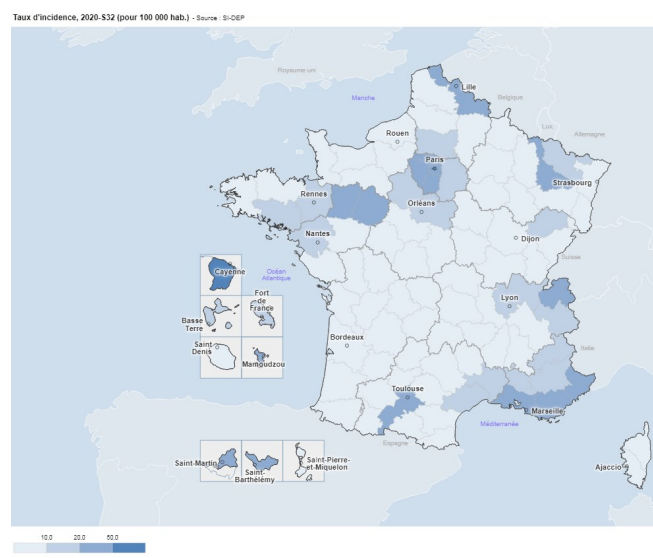 Taux d'incidence, 2020-S32 (pour 100 000 hab.) - Source : SI-DEP
Royaume uni
Manche
Lille
Belgique
Lux.
Allemagne
Rouen
Paris
Strasbourg
Rennes
Orléans
Nantes
Dijon
Suisse
Cayenne
Océan
Atlantique
Fort
de
France
Basse
Terre
Lyon
Saint
Denis
Mamoudzou
Bordeaux
Italie
Toulouse
Marseille
Méditerranée
Espagne
Saint-Martin
Saint-
Barthélémy
Saint-Pierre-
et-Miquelon
Ajaccio
10,0 20,0 50,0